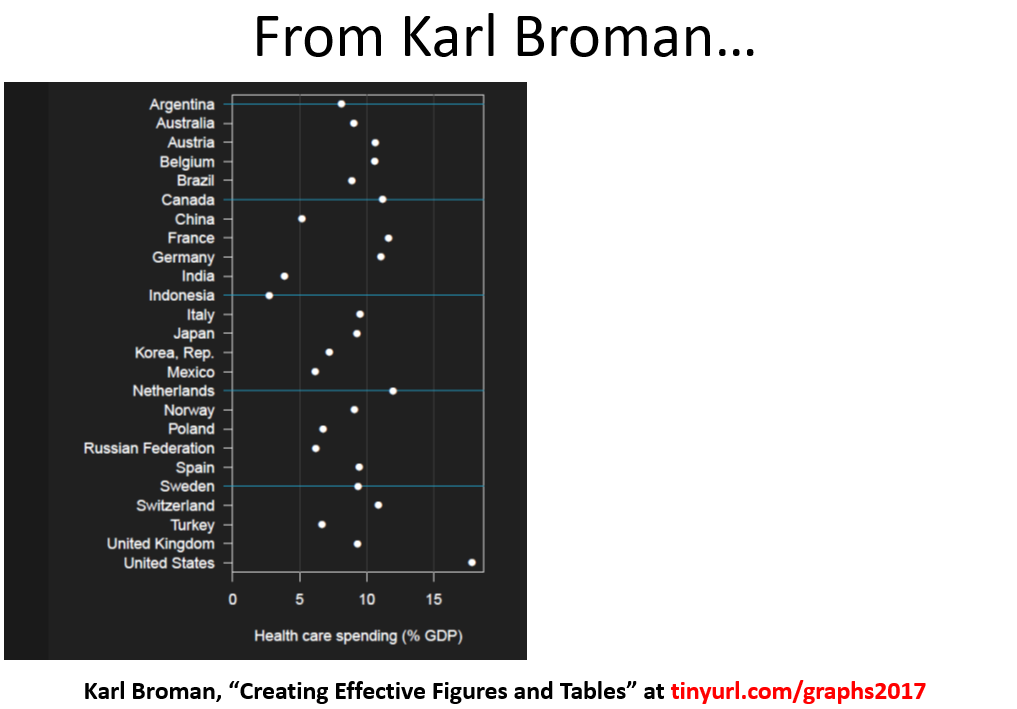 From Karl Broman…
Argentina
Australia
Austria
Belgium
Brazil
Canada
China
France
Germany
India
Indonesia
Italy
Japan
Korea, Rep.
Mexico
Netherlands
Norway
Poland
Russian Federation
Spain
Sweden
Switzerland
Turkey
United Kingdom
United States
0 5 10 15
Health care spending (% GDP)
Karl Broman, “Creating Effective Figures and Tables” at tinyurl.com/graphs2017